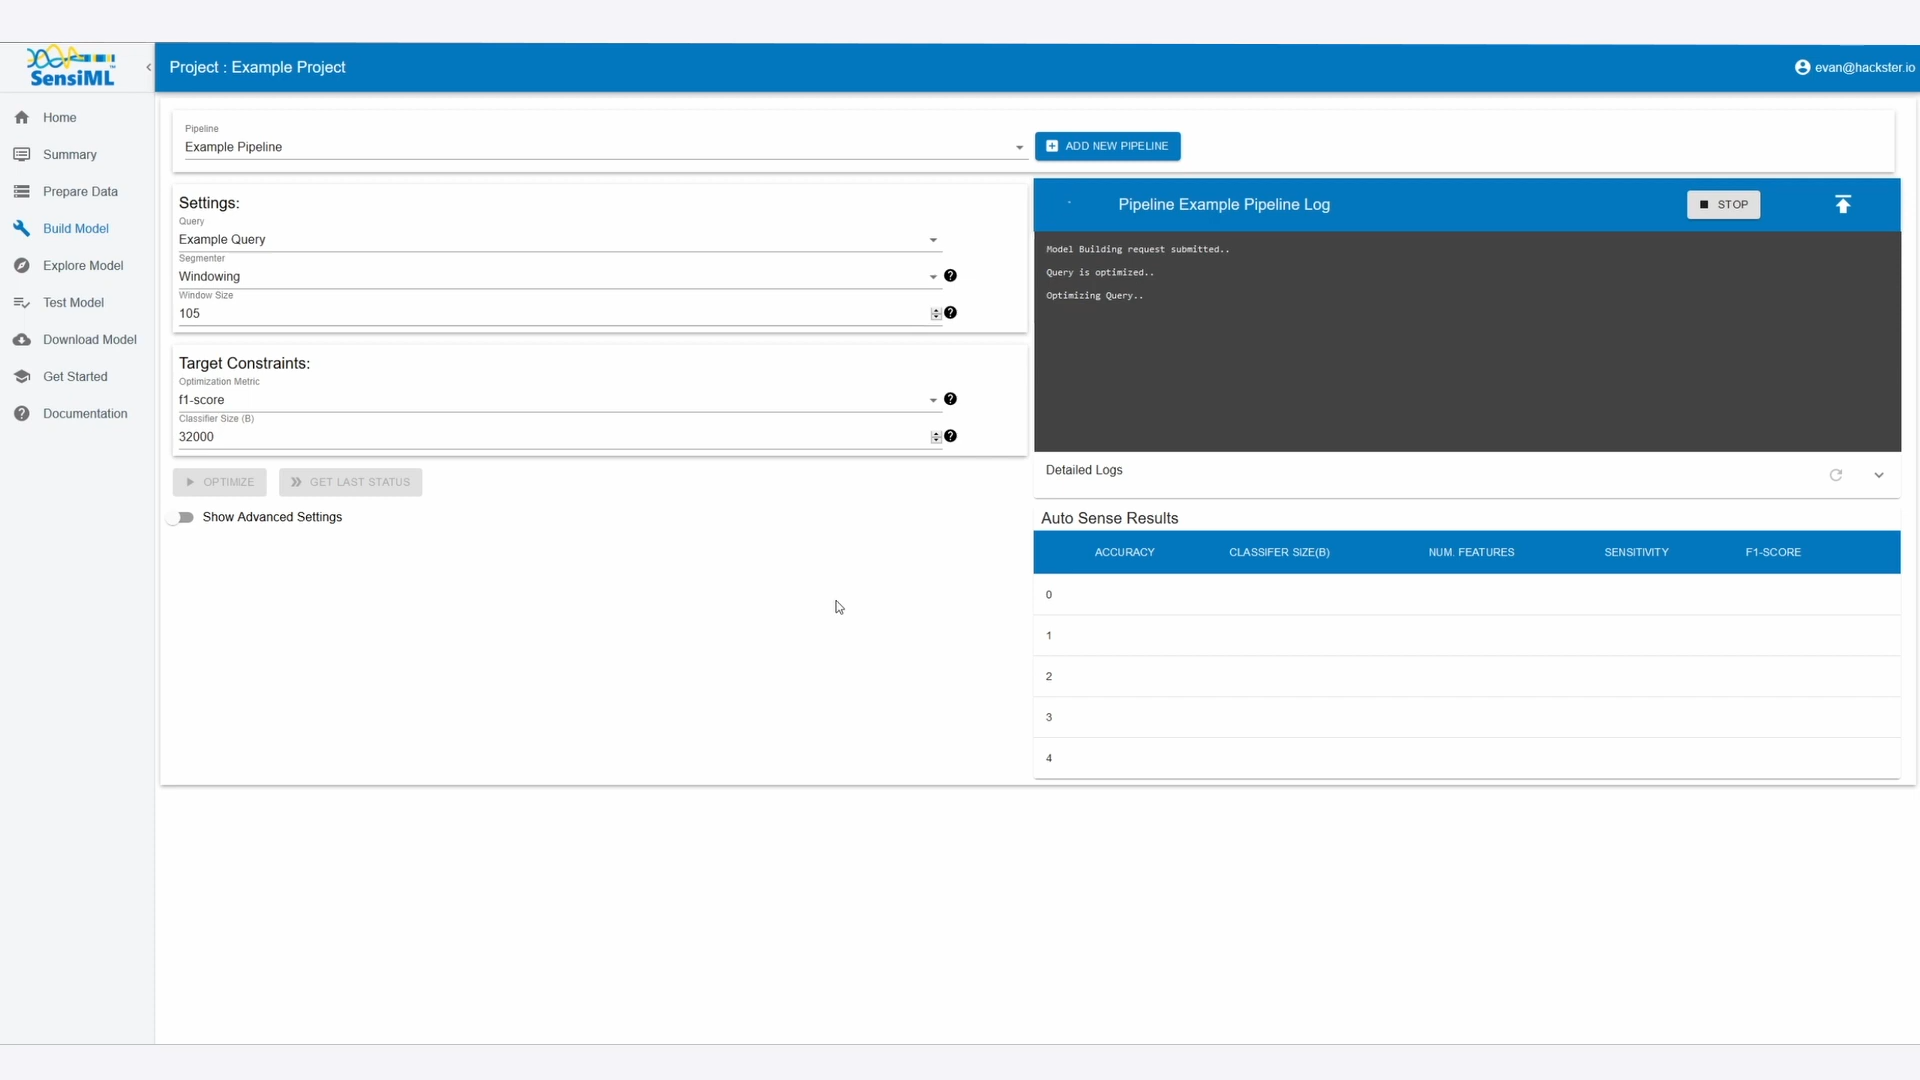 SensiML
Project : Example Project
evan@hackster.io
Home
Summary
Prepare Data
Build Model
Explore Model
Test Model
Download Model
Get Started
Documentation
Pipeline
Example Pipeline
ADD NEW PIPELINE
Settings:
Query
Example Query
Segmenter
Windowing
Window Size
105
Target Constraints:
Optimization Metric
f1-score
Classifier Size (B)
32000
OPTIMIZE
GET LAST STATUS
Show Advanced Settings
Pipeline Example Pipeline Log
STOP
Model Building request submitted..
Query is optimized..
Optimizing Query..
Detailed Logs
Auto Sense Results
ACCURACY CLASSIFER SIZE(B) NUM. FEATURES SENSITIVITY F1-SCORE
0
1
2
3
4